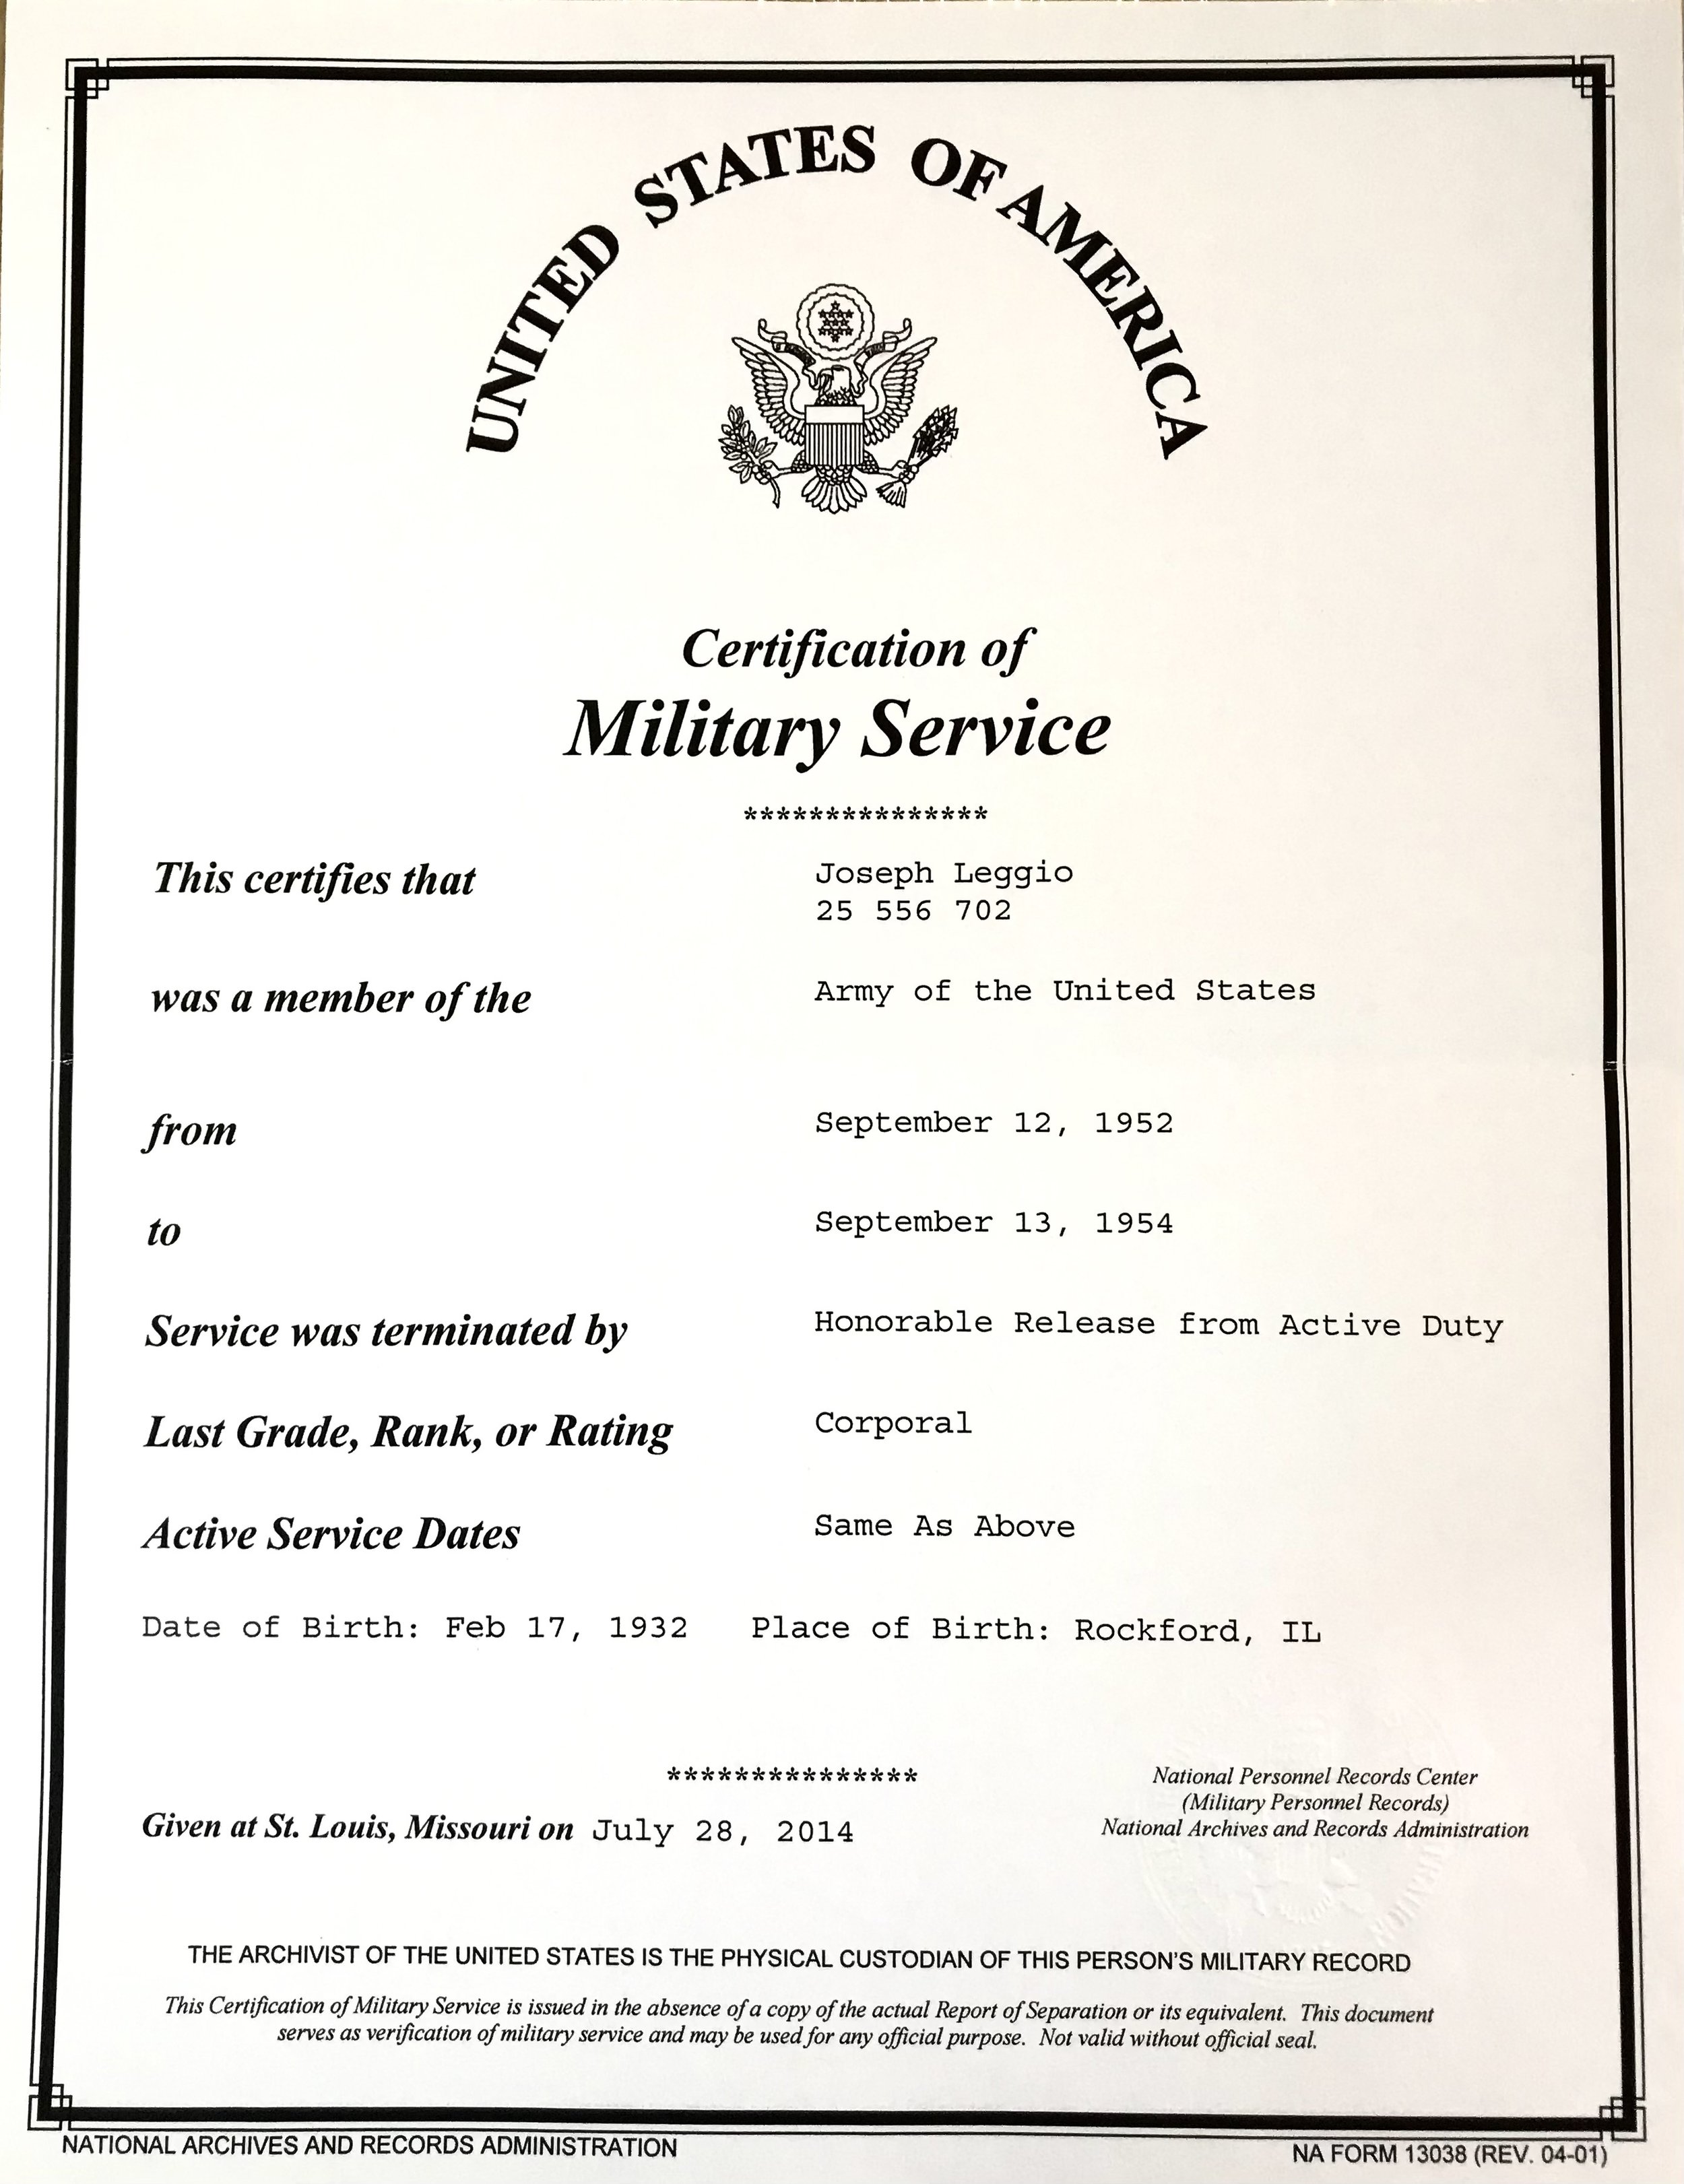 UNITED STATES OF AMERICA
Certification of
Military Service
***************
This certifies that Joseph Leggio
25 556 702
was a member of the Army of the United States
from September 12, 1952
to September 13, 1954
Service was terminated by Honorable Release from Active Duty
Last Grade, Rank, or Rating Corporal
Active Service Dates Same As Above
Date of Birth: Feb 17, 1932 Place of Birth: Rockford, IL
***************
Given at St. Louis, Missouri on July 28, 2014
National Personnel Records Center
(Military Personnel Records)
National Archives and Records Administration
THE ARCHIVIST OF THE UNITED STATES IS THE PHYSICAL CUSTODIAN OF THIS PERSON'S MILITARY RECORD
This Certification of Military Service is issued in the absence of a copy of the actual Report of Separation or its equivalent. This document
serves as verification of military service and may be used for any official purpose. Not valid without official seal.
NATIONAL ARCHIVES AND RECORDS ADMINISTRATION
NA FORM 13038 (REV. 04-01)